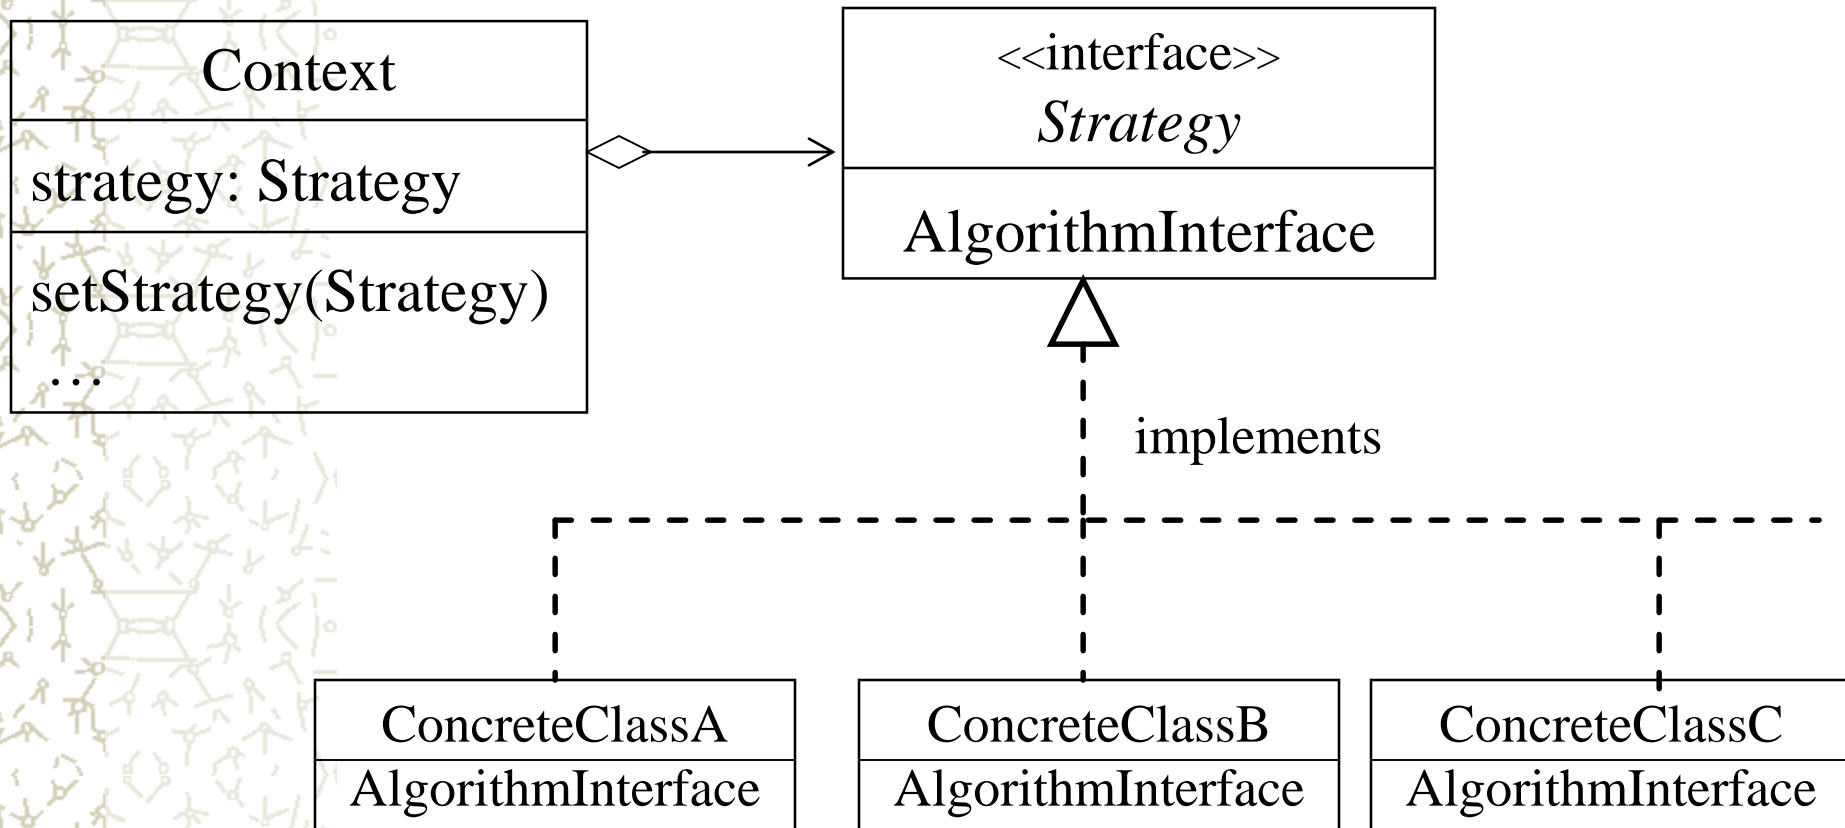 Context
strategy: Strategy
setStrategy(Strategy)
…
<<interface>>
Strategy
AlgorithmInterface
implements
ConcreteClassA
AlgorithmInterface
ConcreteClassB
AlgorithmInterface
ConcreteClassC
AlgorithmInterface